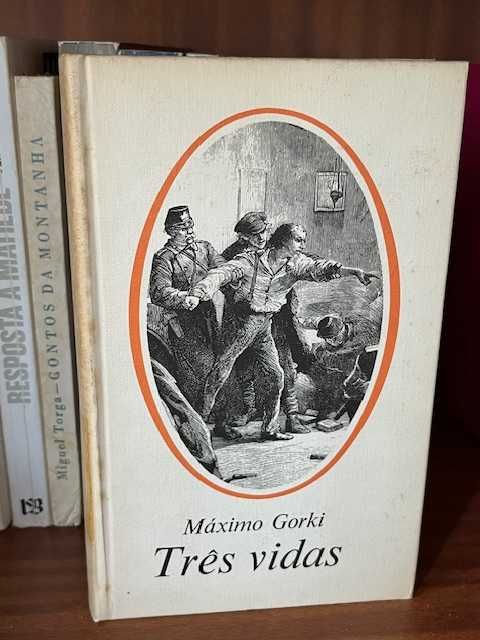 RESPOSTA A MATILDE
Miguel Torga — CONTOS DA MONTANHA
Máximo Gorki
Três vidas